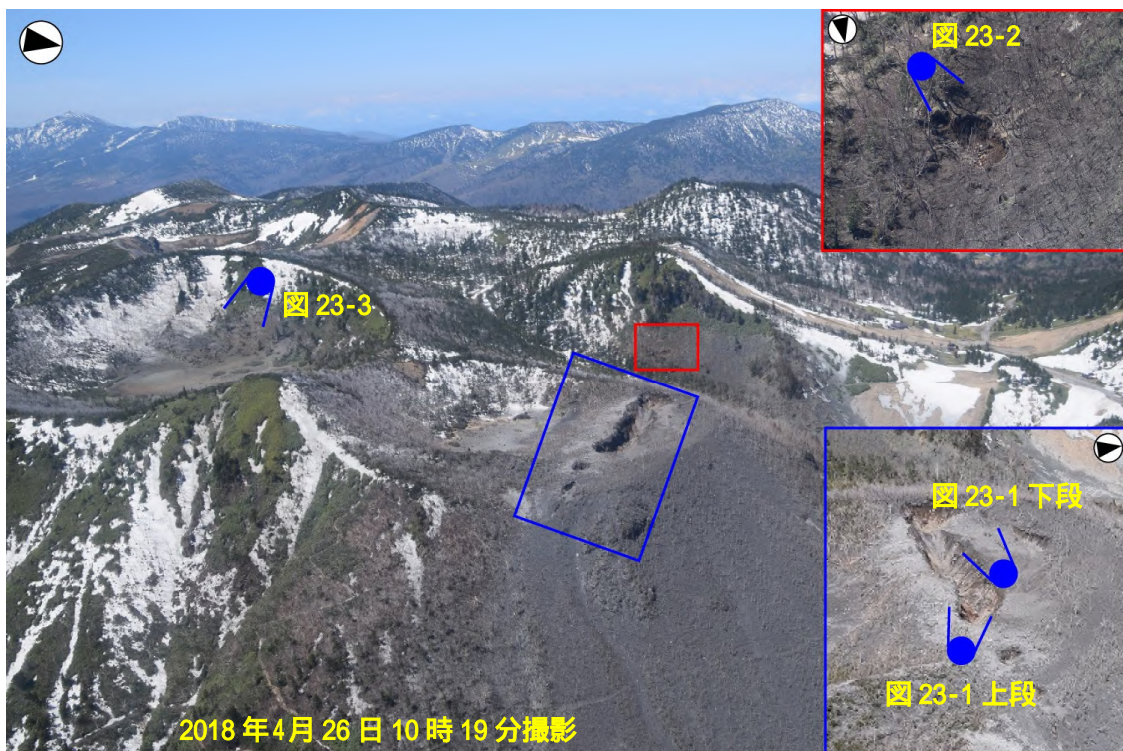 図 23-2
図 23-3
図 23-1 下段
図 23-1 上段
2018 年4月 26 日 10 時 19 分撮影